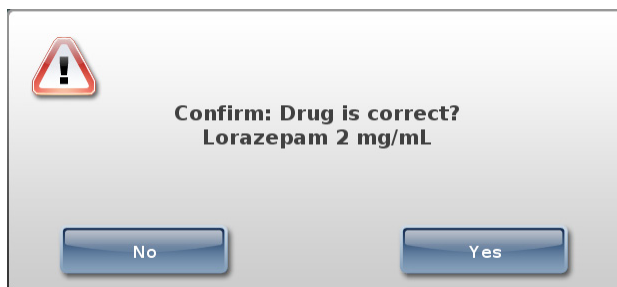 Confirm: Drug is correct?
Lorazepam 2 mg/mL
No
Yes